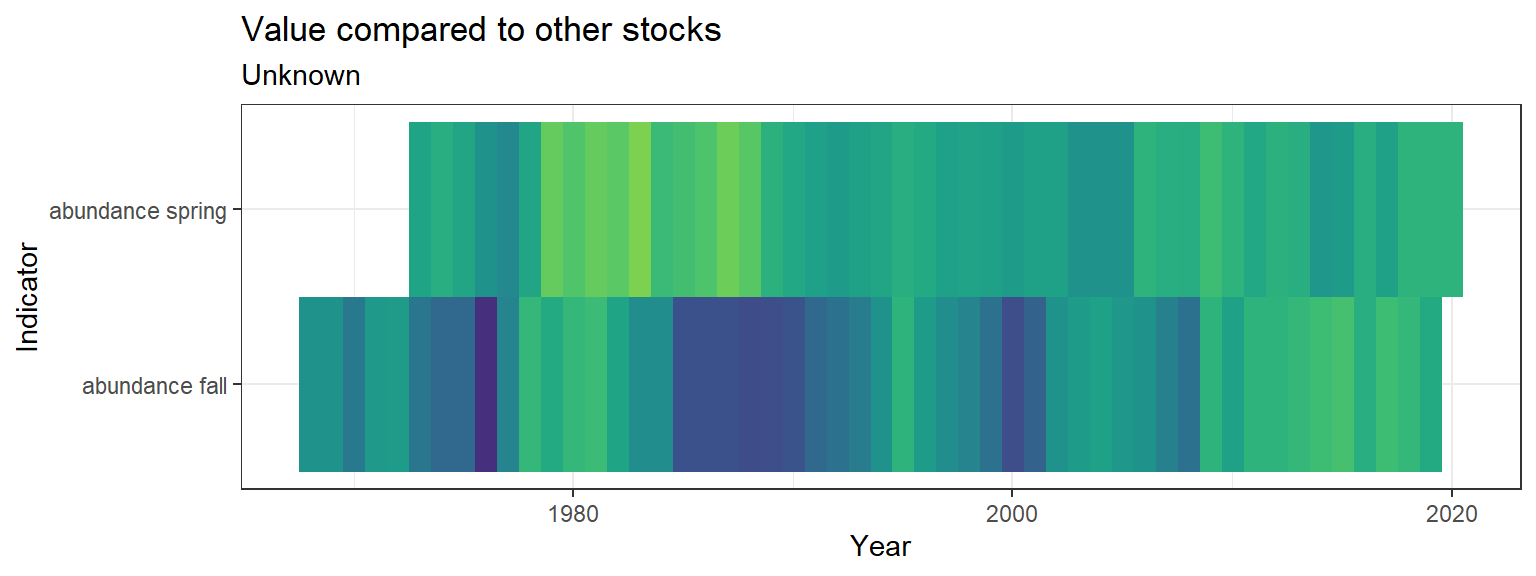 Value compared to other stocks
Unknown
Indicator
abundance spring
abundance fall
1980 2000 2020
Year